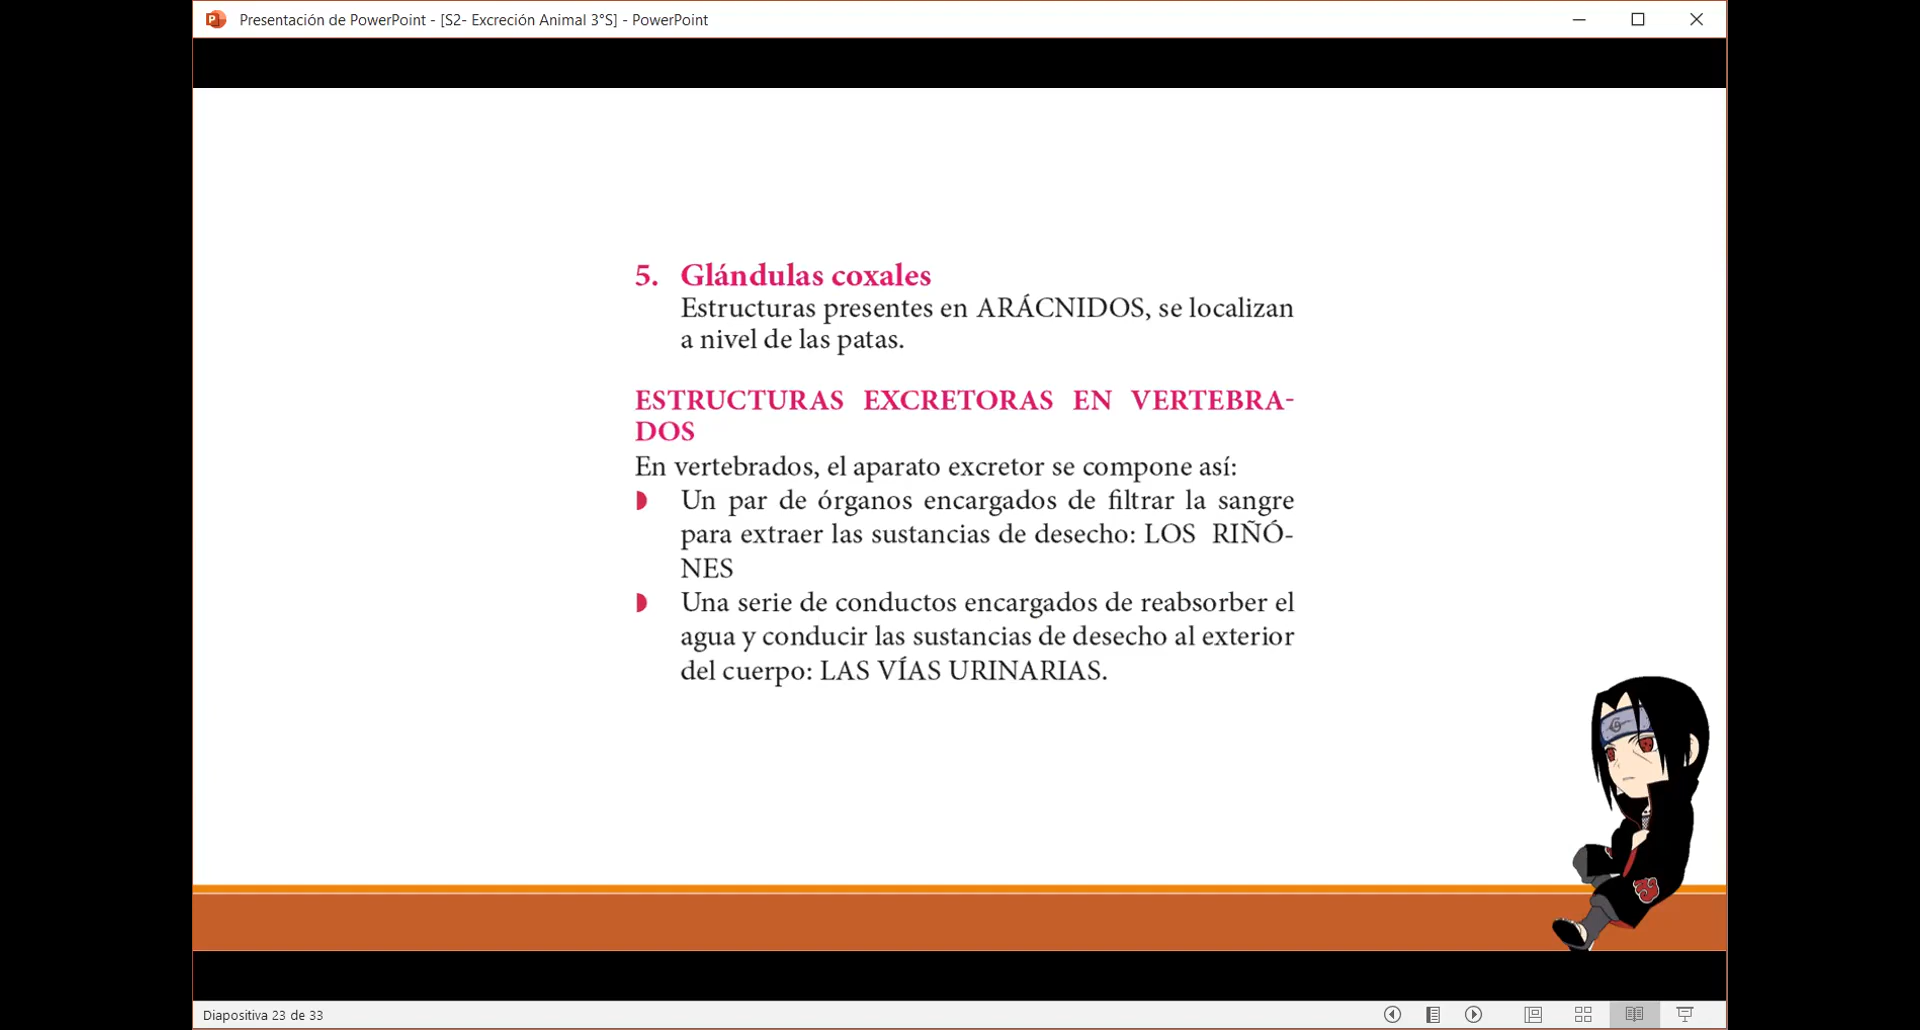 Presentación de PowerPoint - [S2- Excreción Animal 3°S] - PowerPoint
5. Glándulas coxales
Estructuras presentes en ARÁCNIDOS, se localizan
a nivel de las patas.
ESTRUCTURAS EXCRETORAS EN VERTEBRA-
DOS
En vertebrados, el aparato excretor se compone así:
Un par de órganos encargados de filtrar la sangre
para extraer las sustancias de desecho: LOS RIÑÓ-
NES
Una serie de conductos encargados de reabsorber el
agua y conducir las sustancias de desecho al exterior
del cuerpo: LAS VÍAS URINARIAS.
Diapositiva 23 de 33